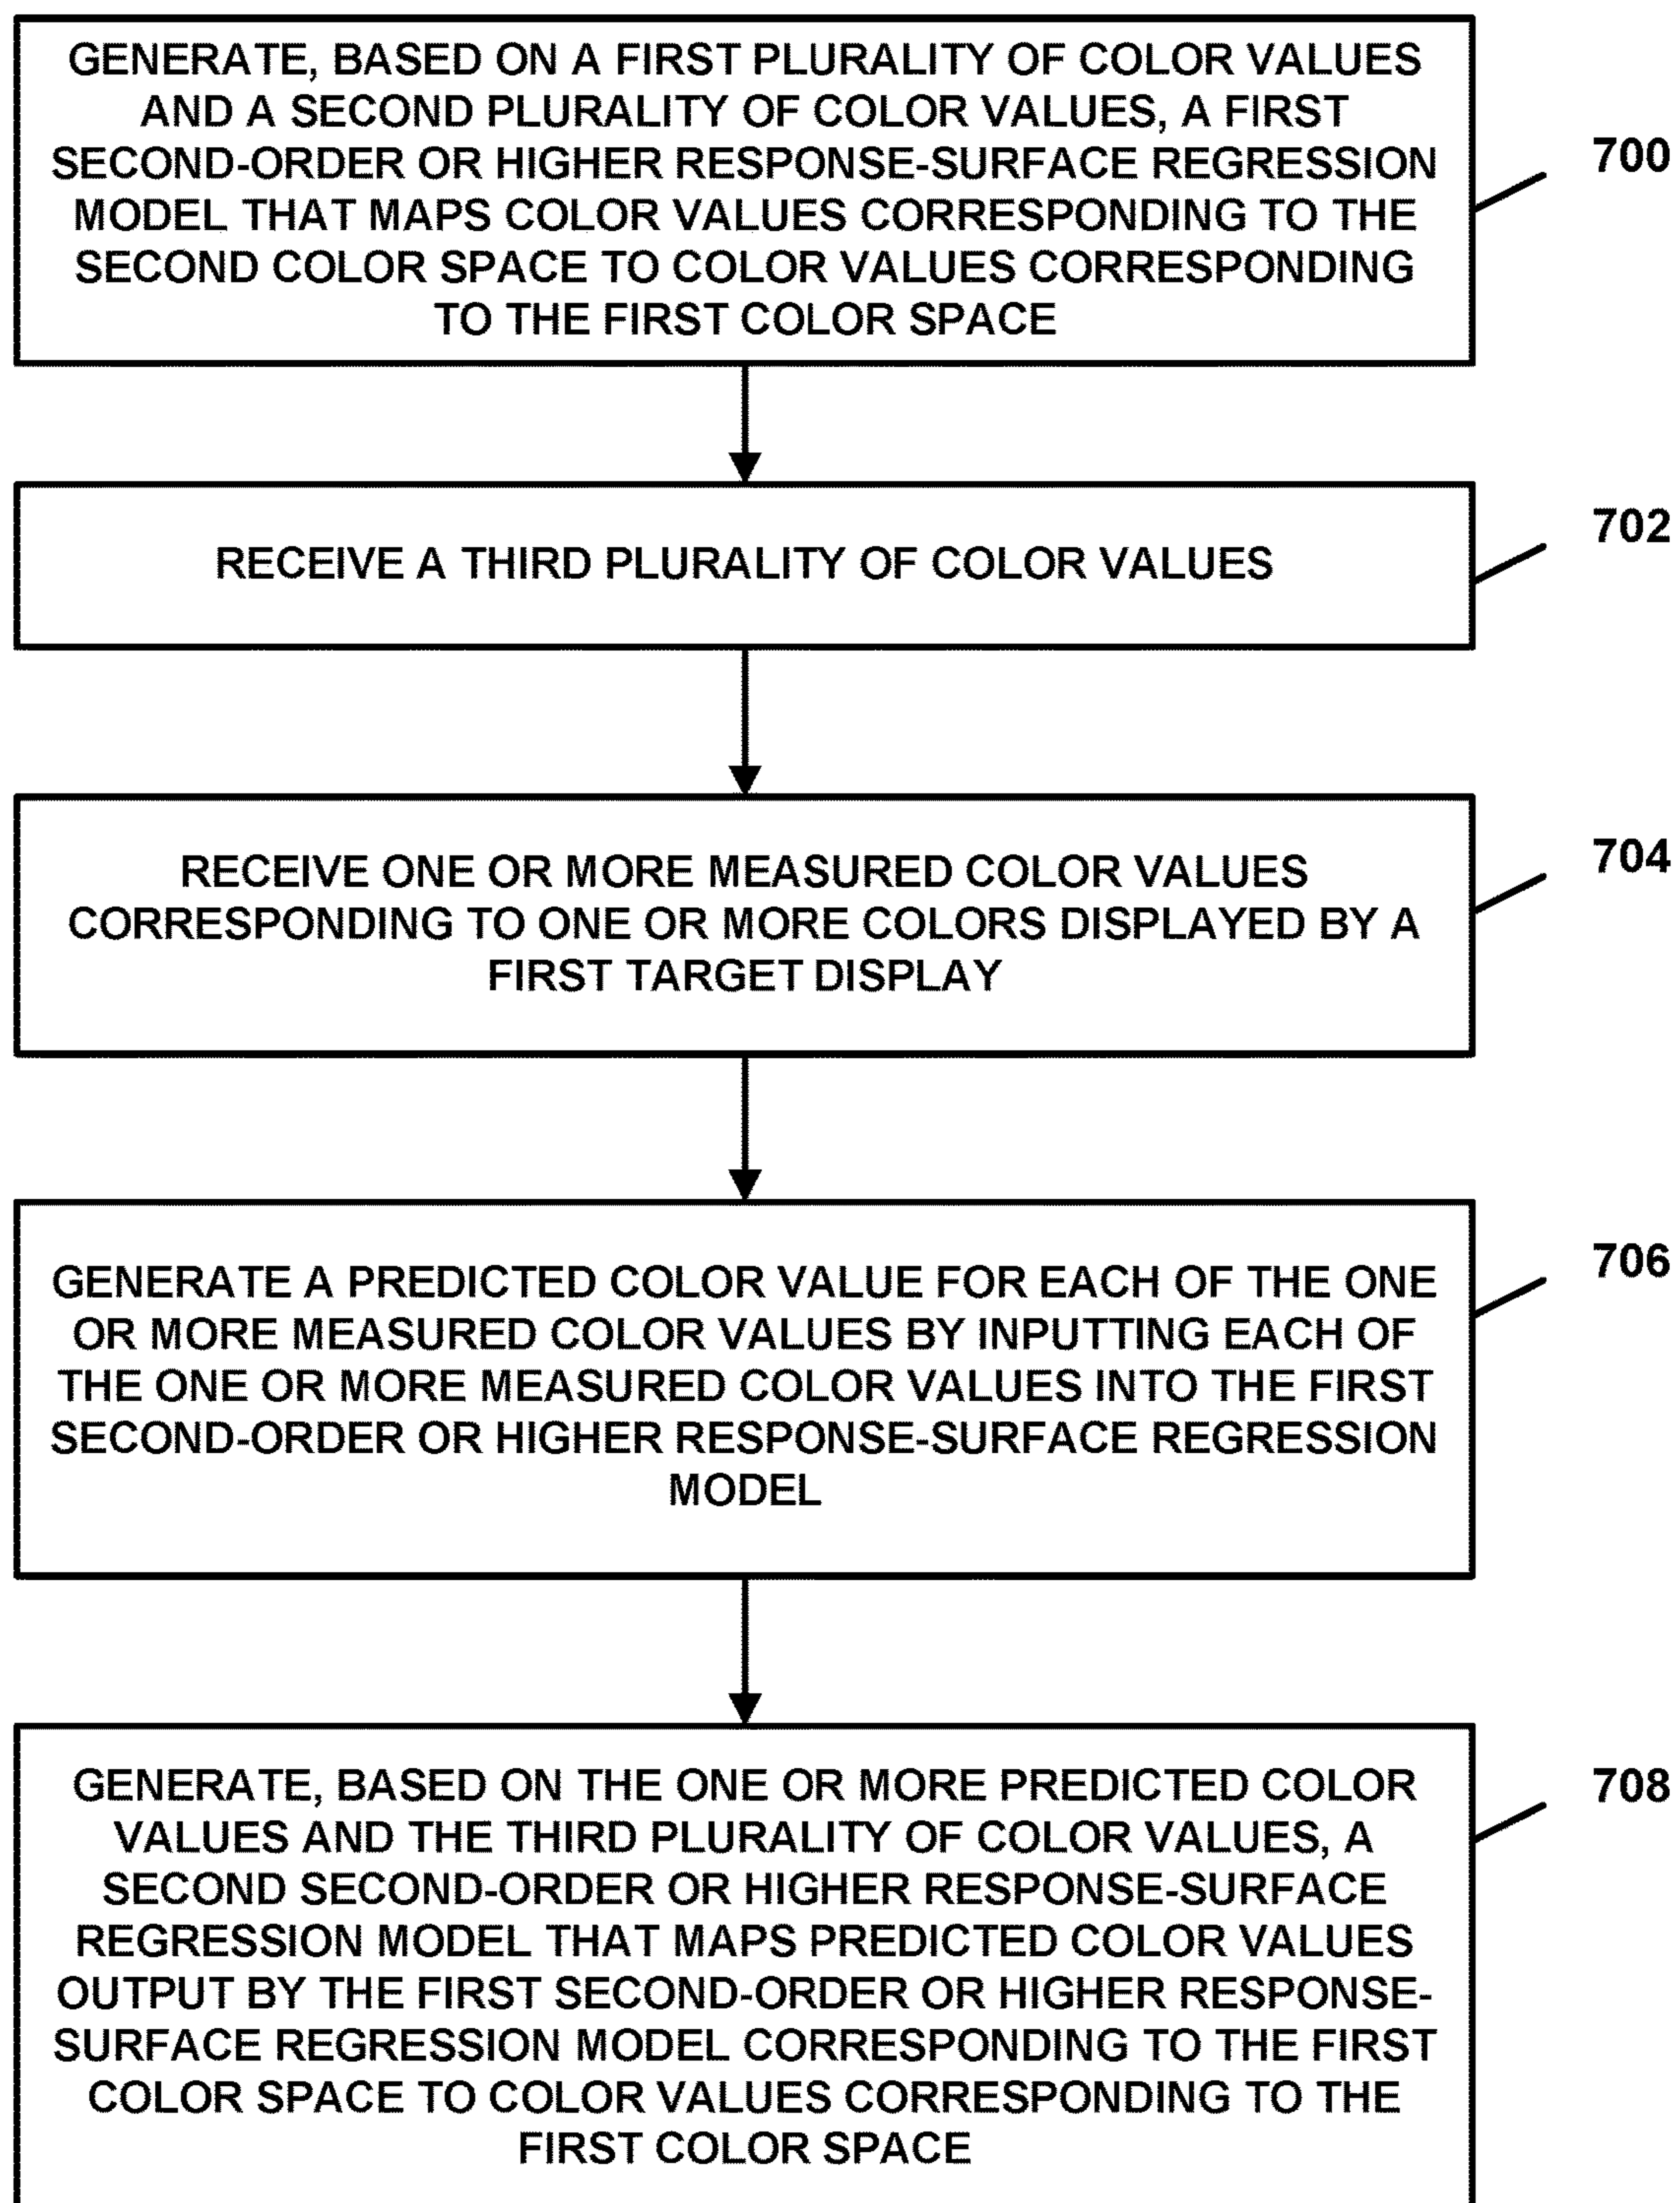 GENERATE, BASED ON A FIRST PLURALITY OF COLOR VALUES
AND A SECOND PLURALITY OF COLOR VALUES, A FIRST
SECOND-ORDER OR HIGHER RESPONSE-SURFACE REGRESSION
MODEL THAT MAPS COLOR VALUES CORRESPONDING TO THE
SECOND COLOR SPACE TO COLOR VALUES CORRESPONDING
TO THE FIRST COLOR SPACE
700
RECEIVE A THIRD PLURALITY OF COLOR VALUES
702
RECEIVE ONE OR MORE MEASURED COLOR VALUES
CORRESPONDING TO ONE OR MORE COLORS DISPLAYED BY A
FIRST TARGET DISPLAY
704
GENERATE A PREDICTED COLOR VALUE FOR EACH OF THE ONE
OR MORE MEASURED COLOR VALUES BY INPUTTING EACH OF
THE ONE OR MORE MEASURED COLOR VALUES INTO THE FIRST
SECOND-ORDER OR HIGHER RESPONSE-SURFACE REGRESSION
MODEL
706
GENERATE, BASED ON THE ONE OR MORE PREDICTED COLOR
VALUES AND THE THIRD PLURALITY OF COLOR VALUES, A
SECOND SECOND-ORDER OR HIGHER RESPONSE-SURFACE
REGRESSION MODEL THAT MAPS PREDICTED COLOR VALUES
OUTPUT BY THE FIRST SECOND-ORDER OR HIGHER RESPONSE-
SURFACE REGRESSION MODEL CORRESPONDING TO THE FIRST
COLOR SPACE TO COLOR VALUES CORRESPONDING TO THE
FIRST COLOR SPACE
708